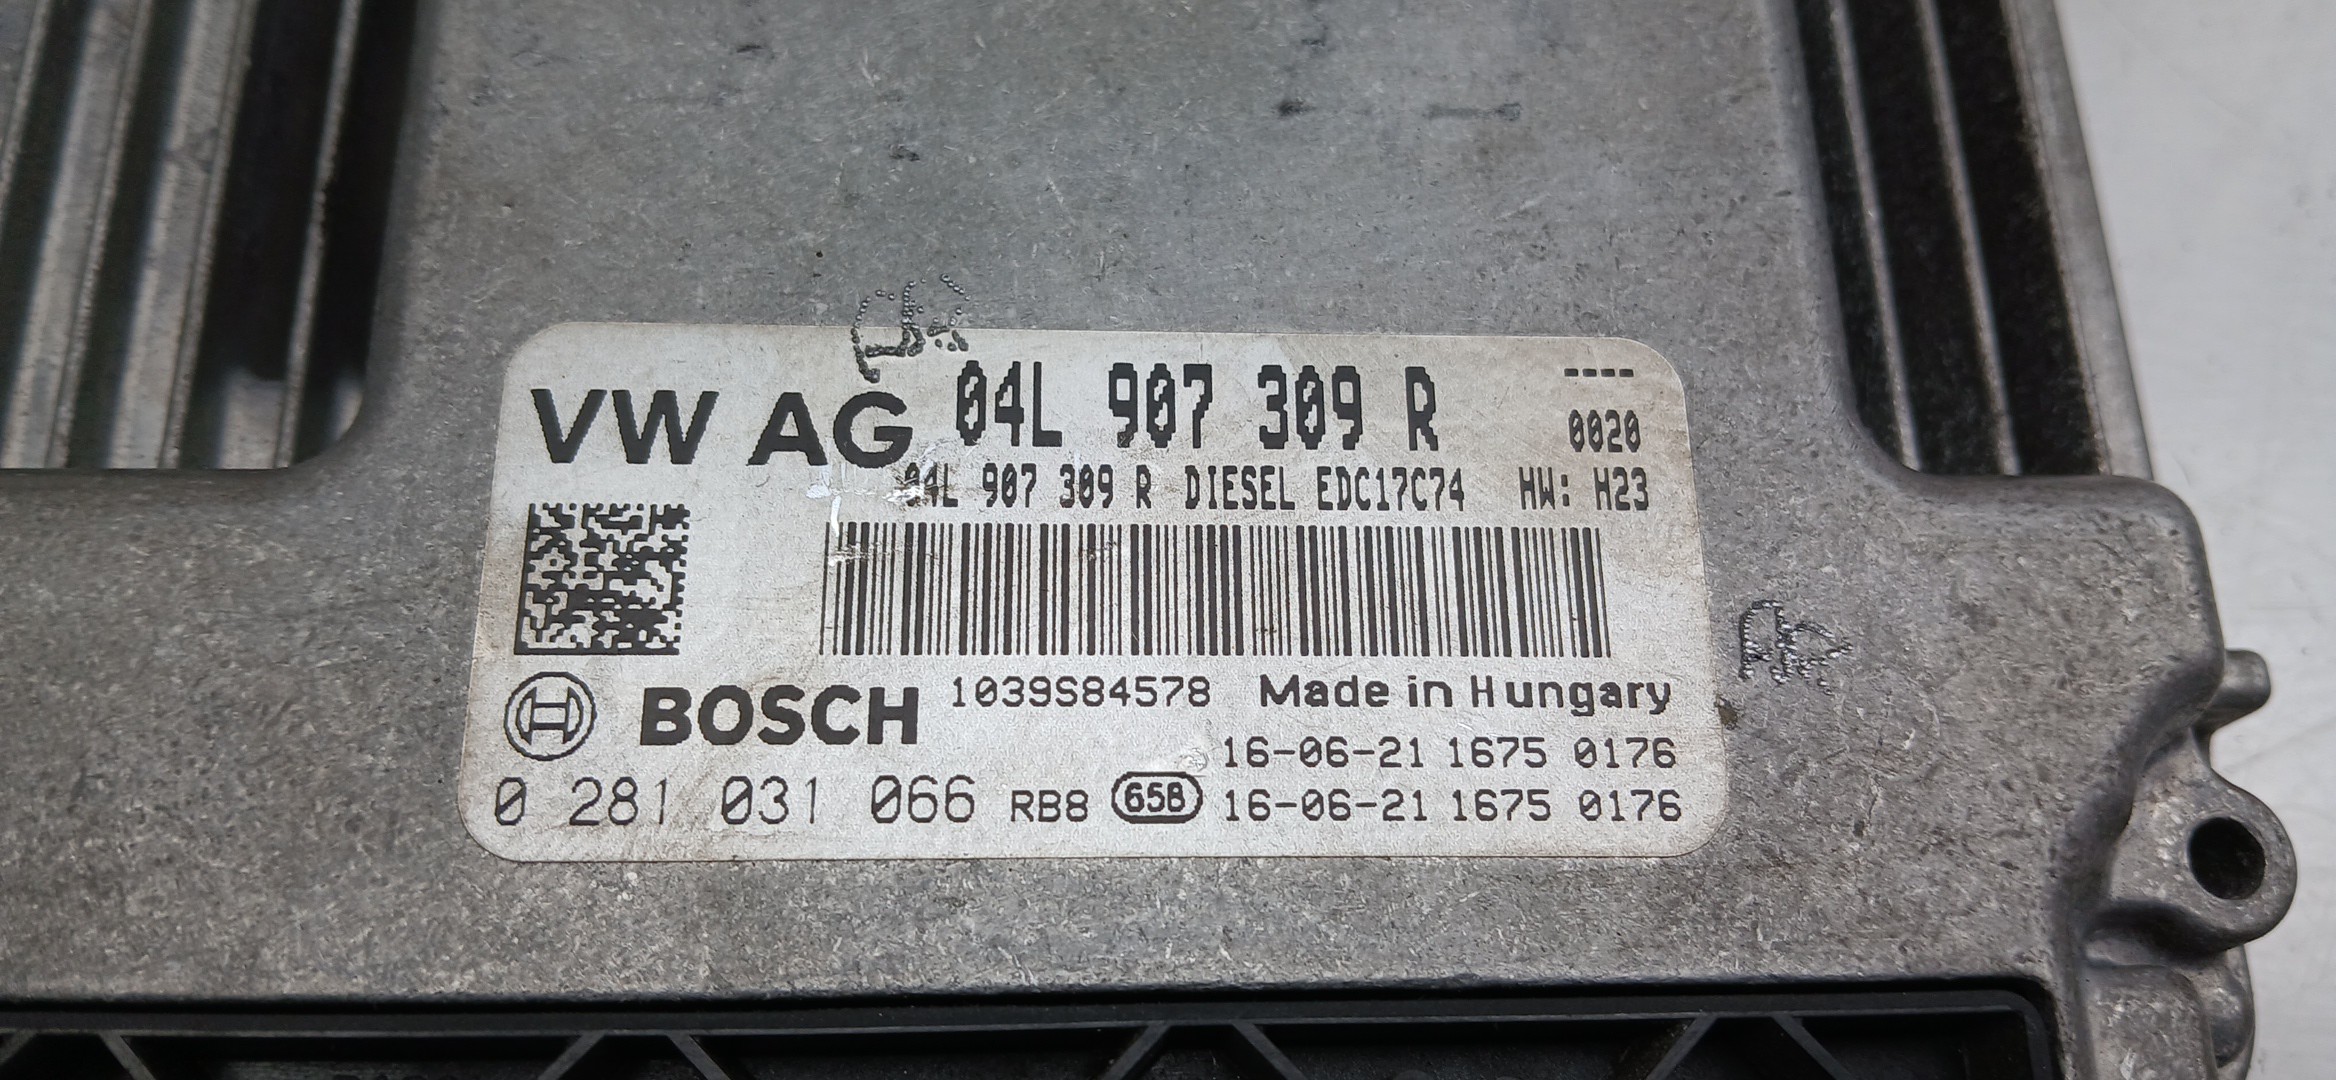 VW AG 04L 907 309 R ----
0020
04L 907 309 R DIESEL EDC17C74 HW: H23
BOSCH 1039S84578 Made in Hungary
16-06-21 1675 0176
0 281 031 066 RB8 65B 16-06-21 1675 0176